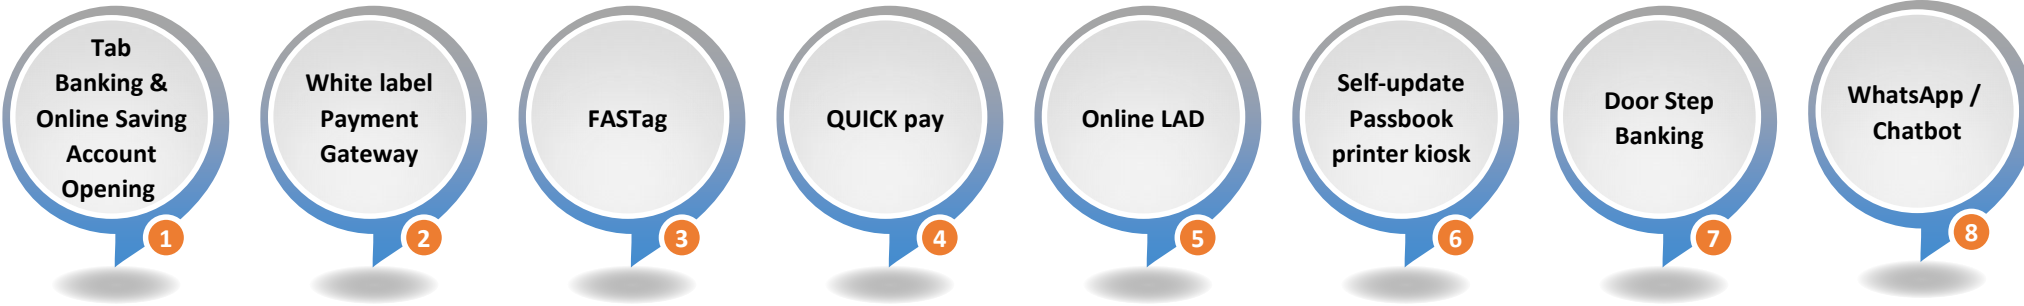 Tab
Banking &
Online Saving
Account
Opening
1
White label
Payment
Gateway
2
FASTag
3
QUICK pay
4
Online LAD
5
Self-update
Passbook
printer kiosk
6
Door Step
Banking
7
WhatsApp /
Chatbot
8